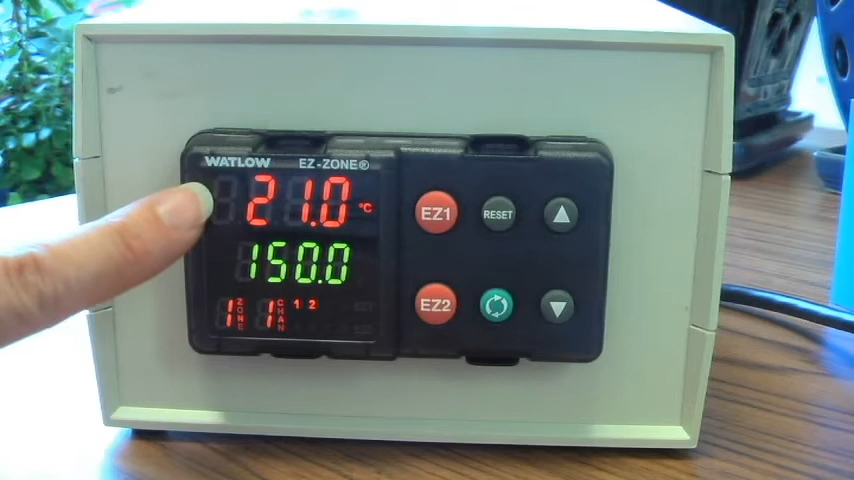 WATLOW EZ-ZONE®
21.0 °C
150.0
1 ZONE 1 CHAN 1 2
EZ1 RESET
EZ2